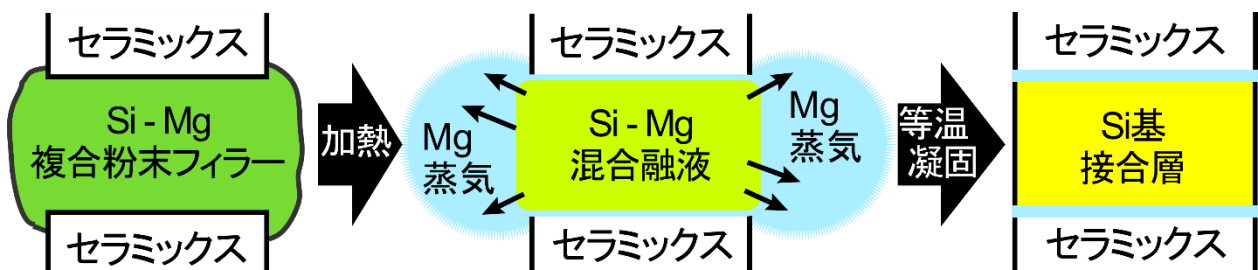 セラミックス
Si - Mg
複合粉末フィラー
セラミックス
加熱
セラミックス
Mg
蒸気
Si - Mg
混合融液
Mg
蒸気
セラミックス
等温
凝固
セラミックス
Si基
接合層
セラミックス